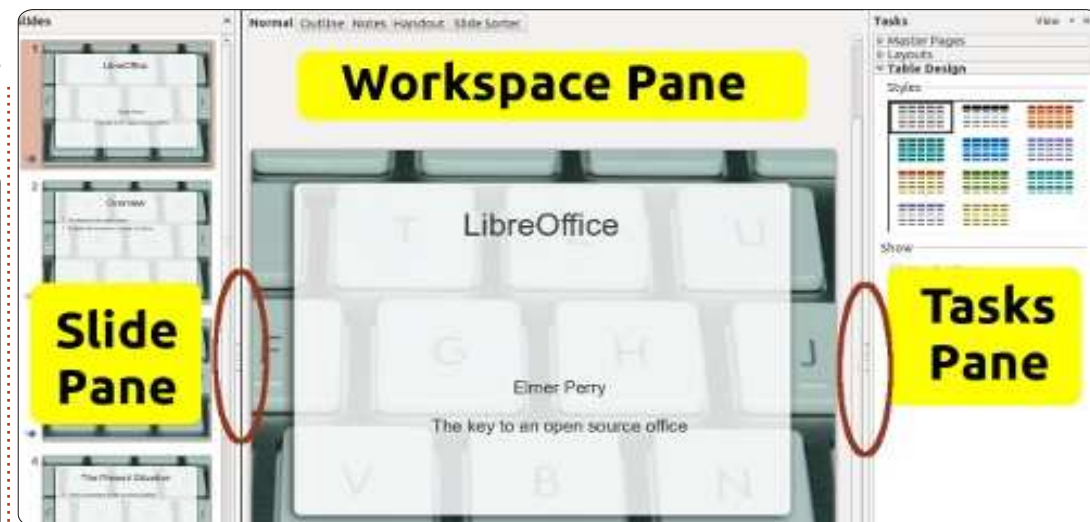 Slides
Normal Outline Notes Handout Slide Sorter
Tasks View
Master Pages
Layouts
Table Design
Styles
Show
Workspace Pane
Slide
Pane
Tasks
Pane
1
LibreOffice
2
Overview
4
The Present Situation
T
U
LibreOffice
F
G
H
J
Elmer Perry
The key to an open source office
V
B
N